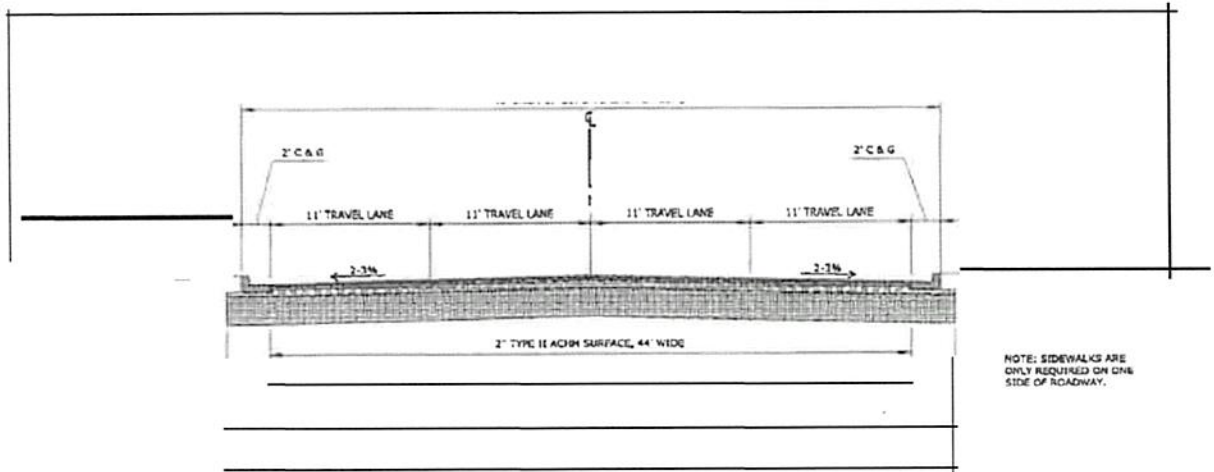 ℄
2' C & G
2' C & G
11' TRAVEL LANE
11' TRAVEL LANE
11' TRAVEL LANE
11' TRAVEL LANE
2-3%
2-3%
2" TYPE II ACHM SURFACE, 44' WIDE
NOTE: SIDEWALKS ARE
ONLY REQUIRED ON ONE
SIDE OF ROADWAY.